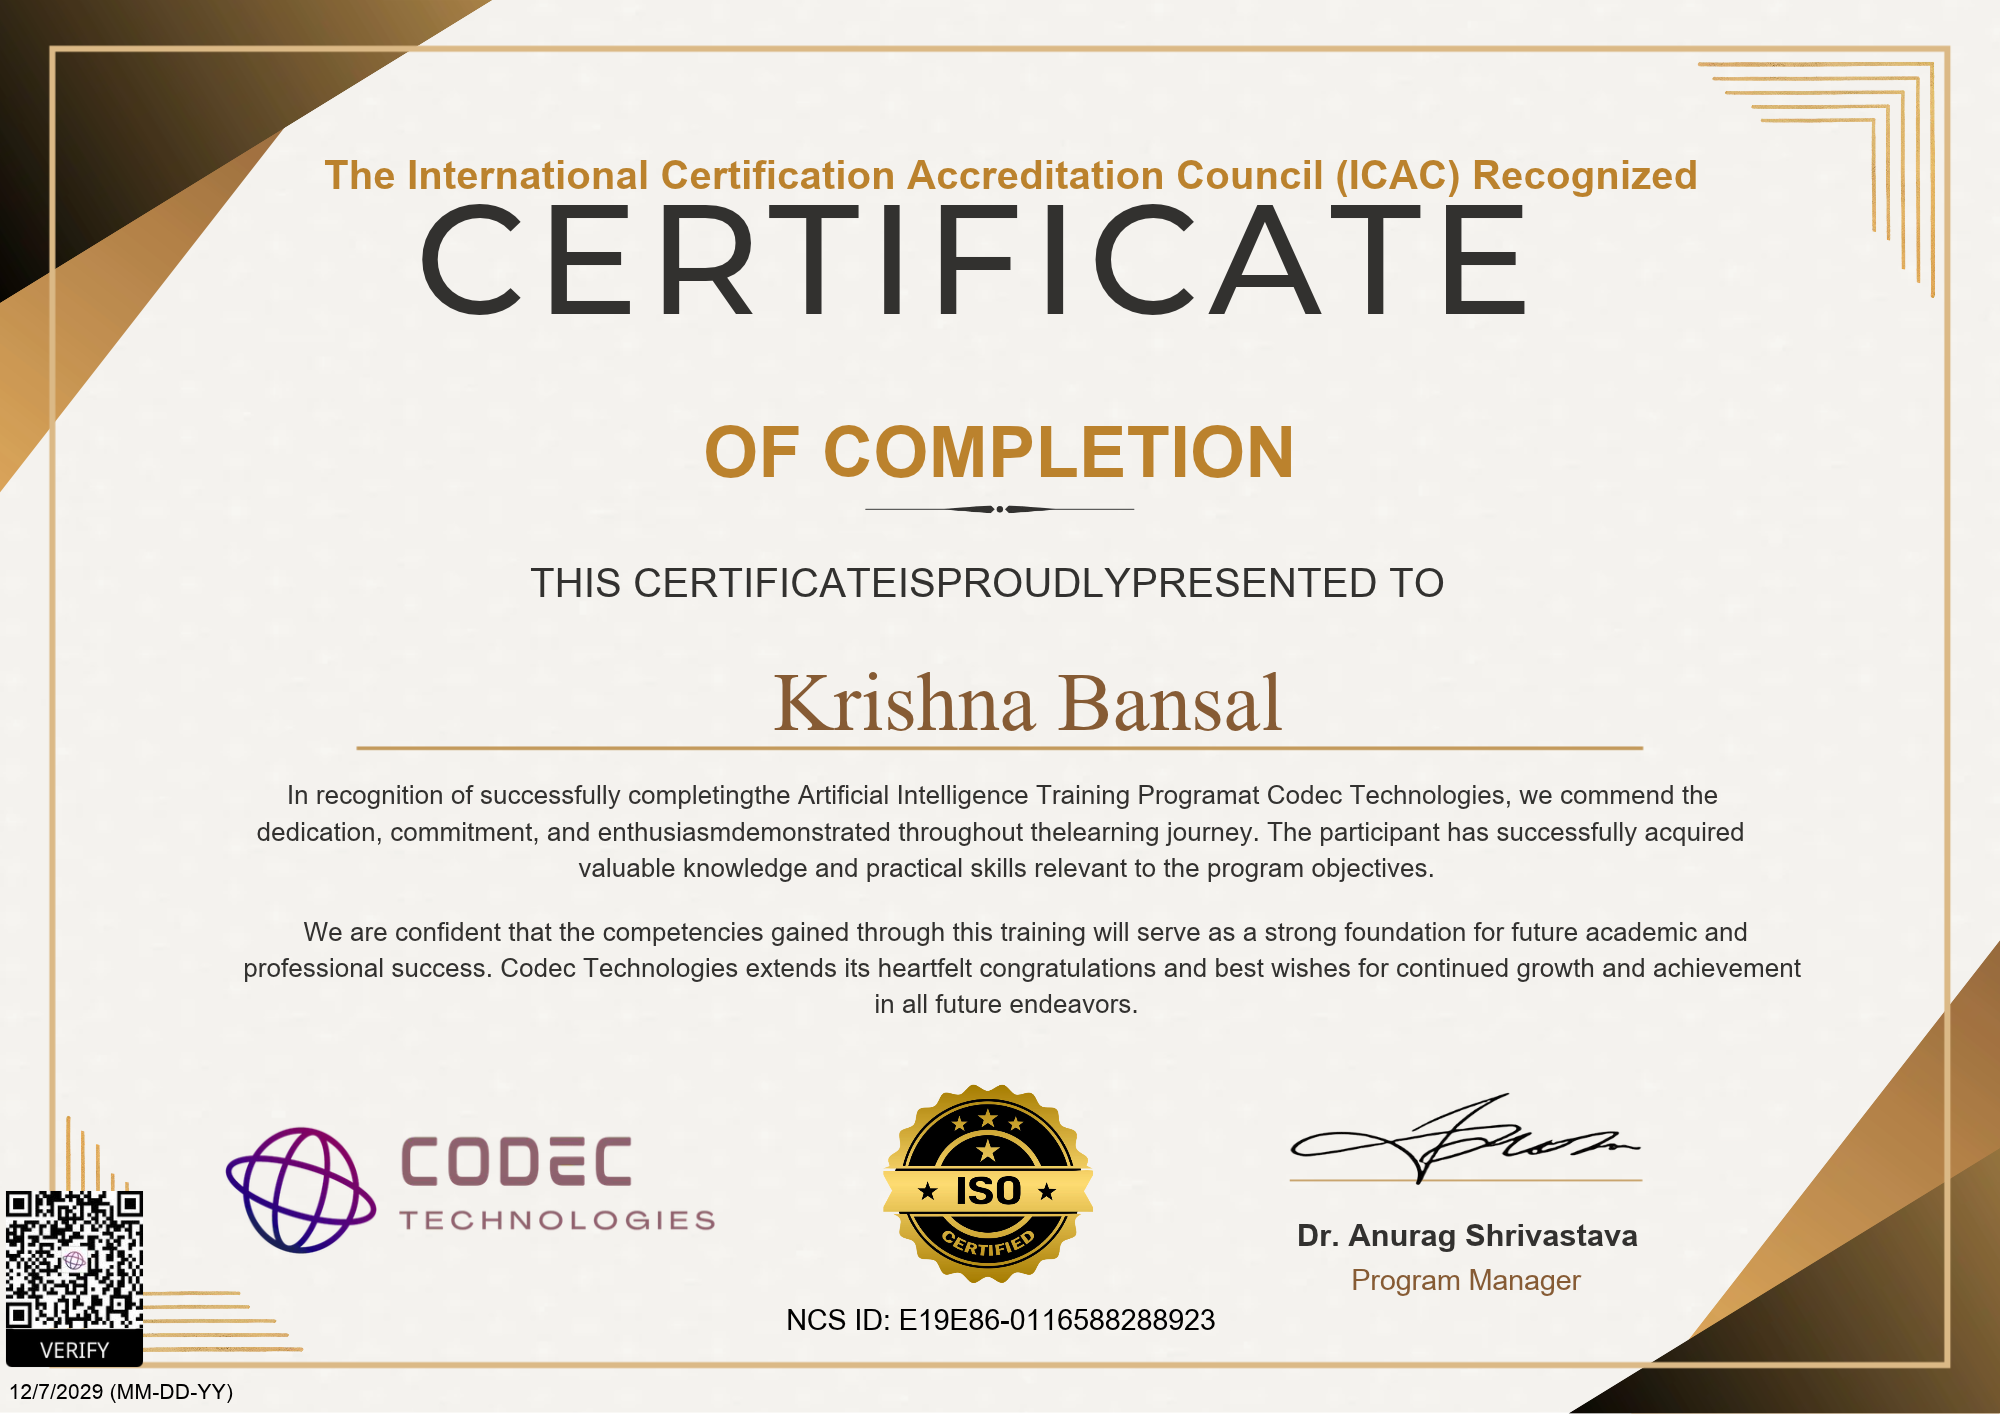 The International Certification Accreditation Council (ICAC) Recognized
CERTIFICATE
OF COMPLETION
THIS CERTIFICATEISPROUDLYPRESENTED TO
Krishna Bansal
In recognition of successfully completingthe Artificial Intelligence Training Programat Codec Technologies, we commend the
dedication, commitment, and enthusiasmdemonstrated throughout thelearning journey. The participant has successfully acquired
valuable knowledge and practical skills relevant to the program objectives.
We are confident that the competencies gained through this training will serve as a strong foundation for future academic and
professional success. Codec Technologies extends its heartfelt congratulations and best wishes for continued growth and achievement
in all future endeavors.
CODEC
TECHNOLOGIES
ISO
CERTIFIED
Dr. Anurag Shrivastava
Program Manager
NCS ID: E19E86-0116588288923
VERIFY
12/7/2029 (MM-DD-YY)